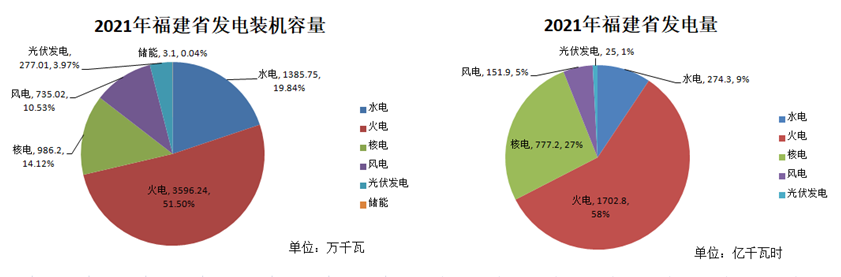 2021年福建省发电装机容量
光伏发电,
277.01, 3.97%
储能, 3.1, 0.04%
水电, 1385.75,
19.84%
风电, 735.02,
10.53%
核电, 986.2,
14.12%
火电, 3596.24,
51.50%
水电
火电
核电
风电
光伏发电
储能
单位：万千瓦
2021年福建省发电量
光伏发电, 25, 1%
风电, 151.9, 5%
水电, 274.3, 9%
核电, 777.2, 27%
火电, 1702.8,
58%
水电
火电
核电
风电
光伏发电
单位：亿千瓦时